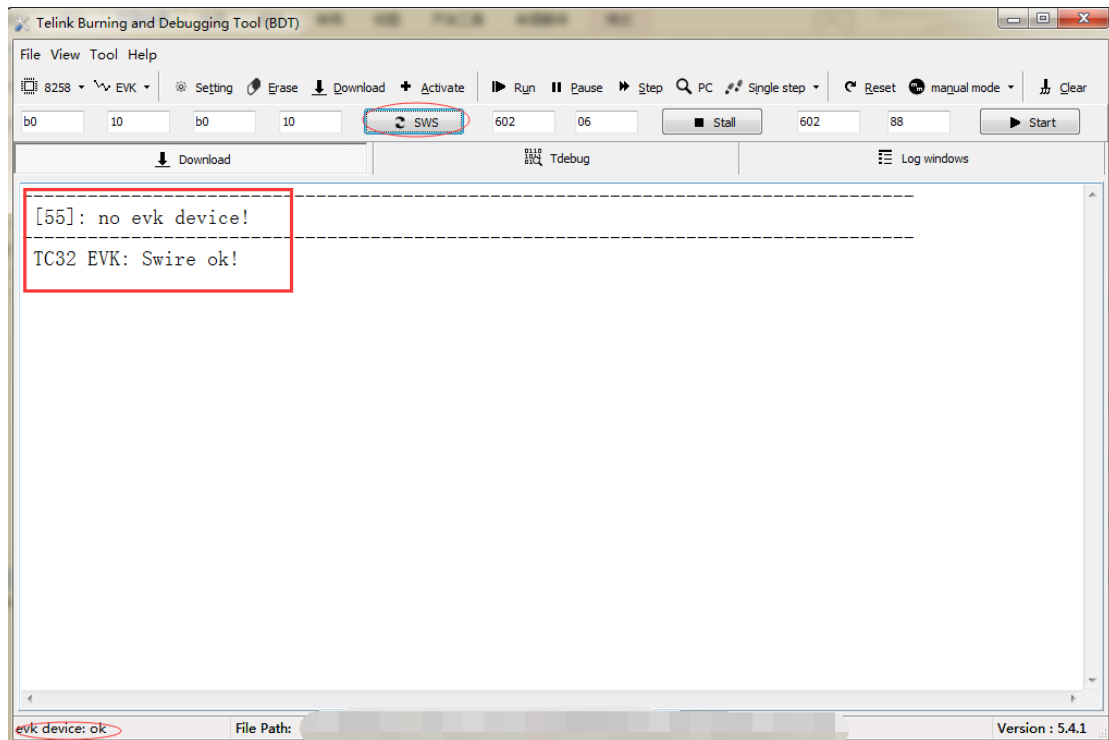 Telink Burning and Debugging Tool (BDT)
File View Tool Help
8258 EVK Setting Erase Download Activate Run Pause Step PC Single step Reset manual mode Clear
b0 10 b0 10 SWS 602 06 Stall 602 88 Start
Download Tdebug Log windows
[55]: no evk device!
TC32 EVK: Swire ok!
evk device: ok File Path: Version : 5.4.1